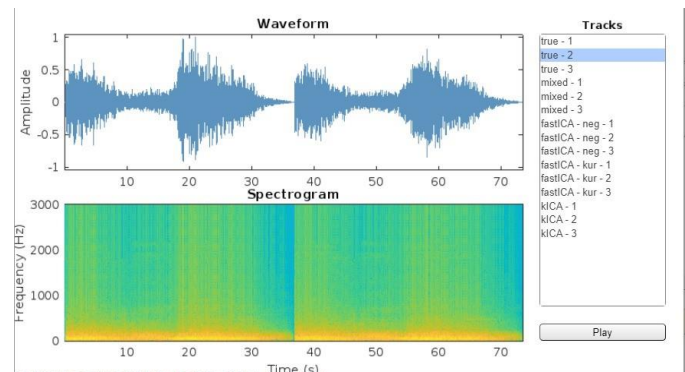 Waveform
Amplitude
1
0.5
0
-0.5
-1
10 20 30 40 50 60 70
Spectrogram
Frequency (Hz)
3000
2000
1000
0
10 20 30 40 50 60 70
Time (s)
Tracks
true - 1
true - 2
true - 3
mixed - 1
mixed - 2
mixed - 3
fastICA - neg - 1
fastICA - neg - 2
fastICA - neg - 3
fastICA - kur - 1
fastICA - kur - 2
fastICA - kur - 3
kICA - 1
kICA - 2
kICA - 3
Play